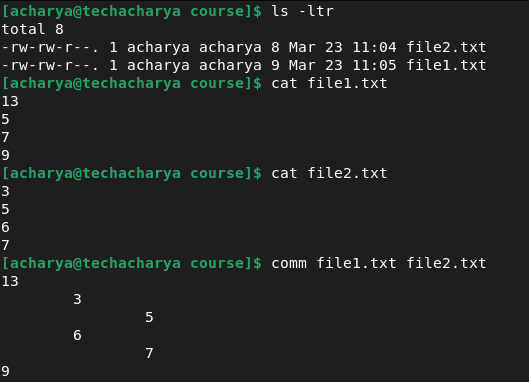 [acharya@techacharya course]$ ls -ltr
total 8
-rw-rw-r--. 1 acharya acharya 8 Mar 23 11:04 file2.txt
-rw-rw-r--. 1 acharya acharya 9 Mar 23 11:05 file1.txt
[acharya@techacharya course]$ cat file1.txt
13
5
7
9
[acharya@techacharya course]$ cat file2.txt
3
5
6
7
[acharya@techacharya course]$ comm file1.txt file2.txt
13
        3
                5
        6
                7
9